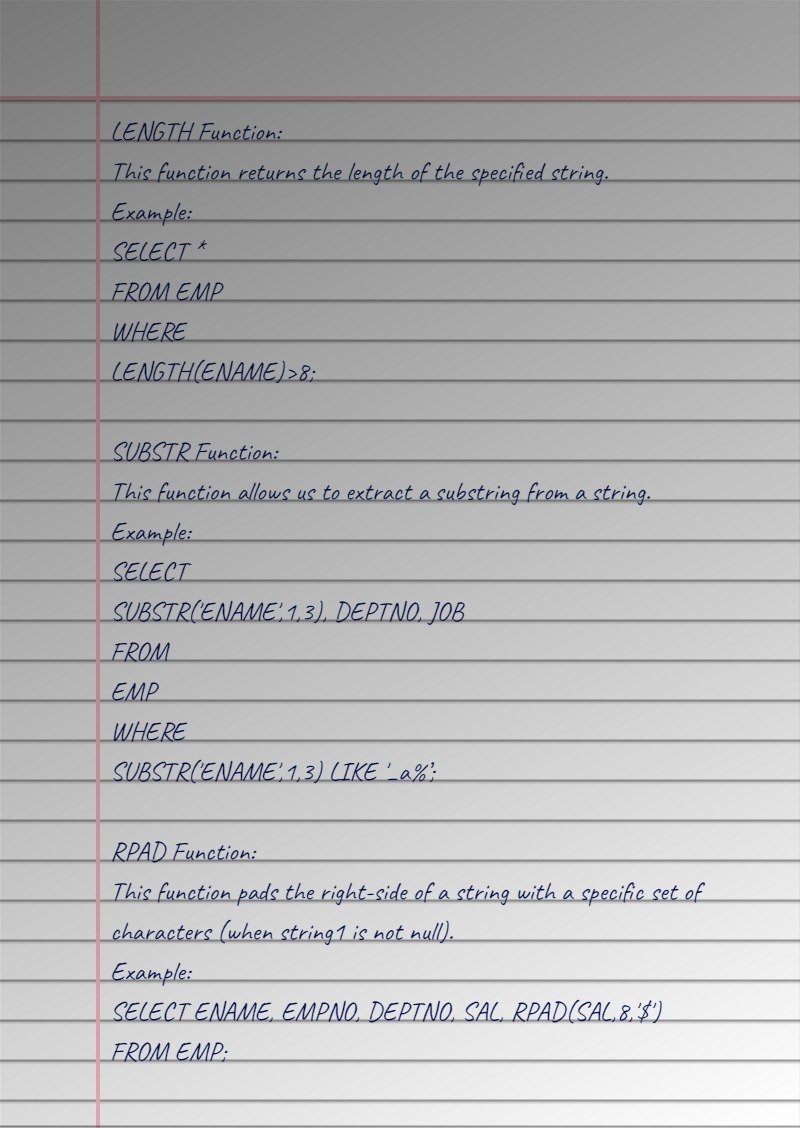 LENGTH Function:
This function returns the length of the specified string.
Example:
SELECT *
FROM EMP
WHERE
LENGTH(ENAME)>8;
SUBSTR Function:
This function allows us to extract a substring from a string.
Example:
SELECT
SUBSTR('ENAME',1,3), DEPTNO, JOB
FROM
EMP
WHERE
SUBSTR('ENAME',1,3) LIKE '_a%';
RPAD Function:
This function pads the right-side of a string with a specific set of
characters (when string1 is not null).
Example:
SELECT ENAME, EMPNO, DEPTNO, SAL, RPAD(SAL,8,'$')
FROM EMP;